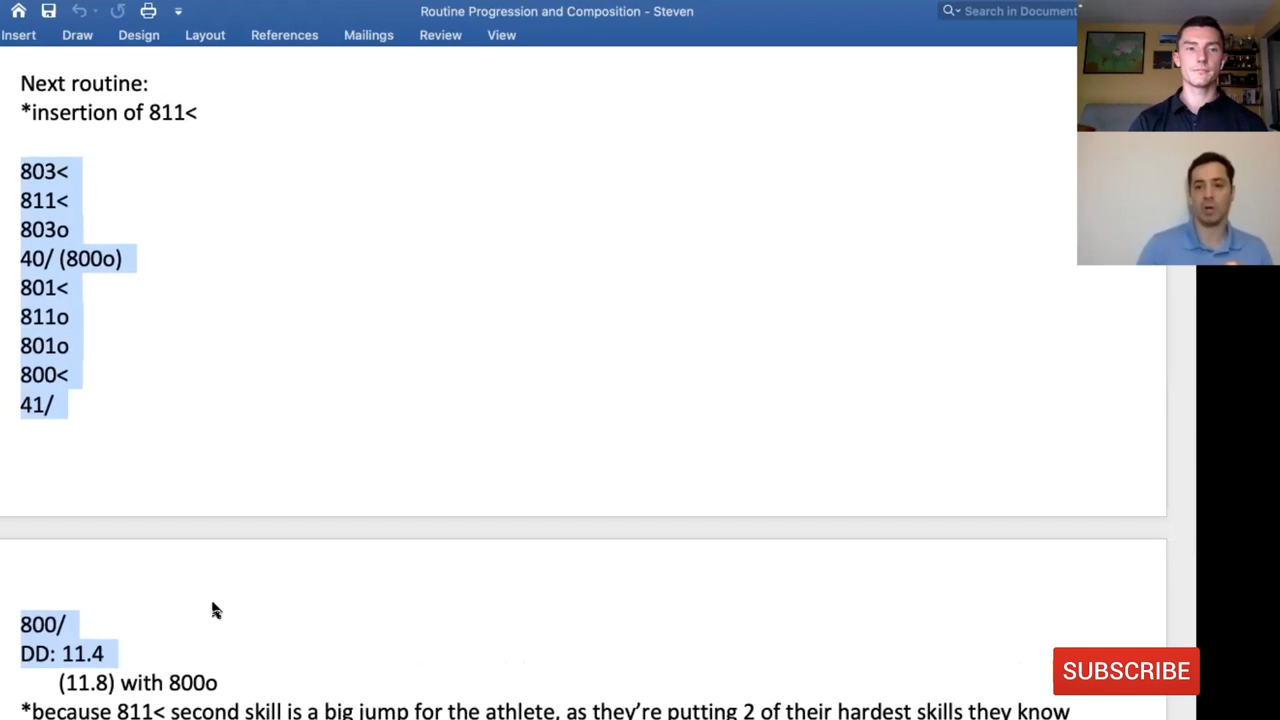 Routine Progression and Composition - Steven
Search in Document
Insert Draw Design Layout References Mailings Review View
Next routine:
*insertion of 811<
803<
811<
803o
40/ (800o)
801<
811o
801o
800<
41/
800/
DD: 11.4
(11.8) with 800o
*because 811< second skill is a big jump for the athlete, as they're putting 2 of their hardest skills they know
SUBSCRIBE